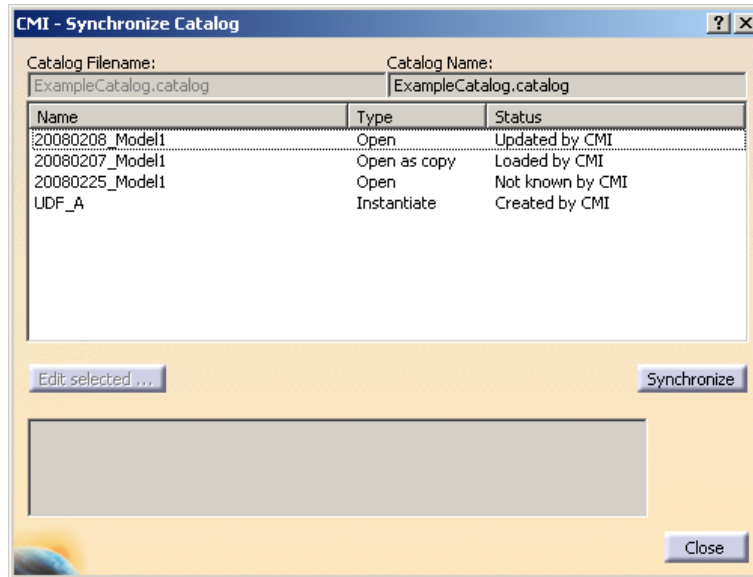 CMI - Synchronize Catalog
Catalog Filename: Catalog Name:
ExampleCatalog.catalog ExampleCatalog.catalog
Name Type Status
20080208_Model1 Open Updated by CMI
20080207_Model1 Open as copy Loaded by CMI
20080225_Model1 Open Not known by CMI
UDF_A Instantiate Created by CMI
Edit selected ... Synchronize
Close